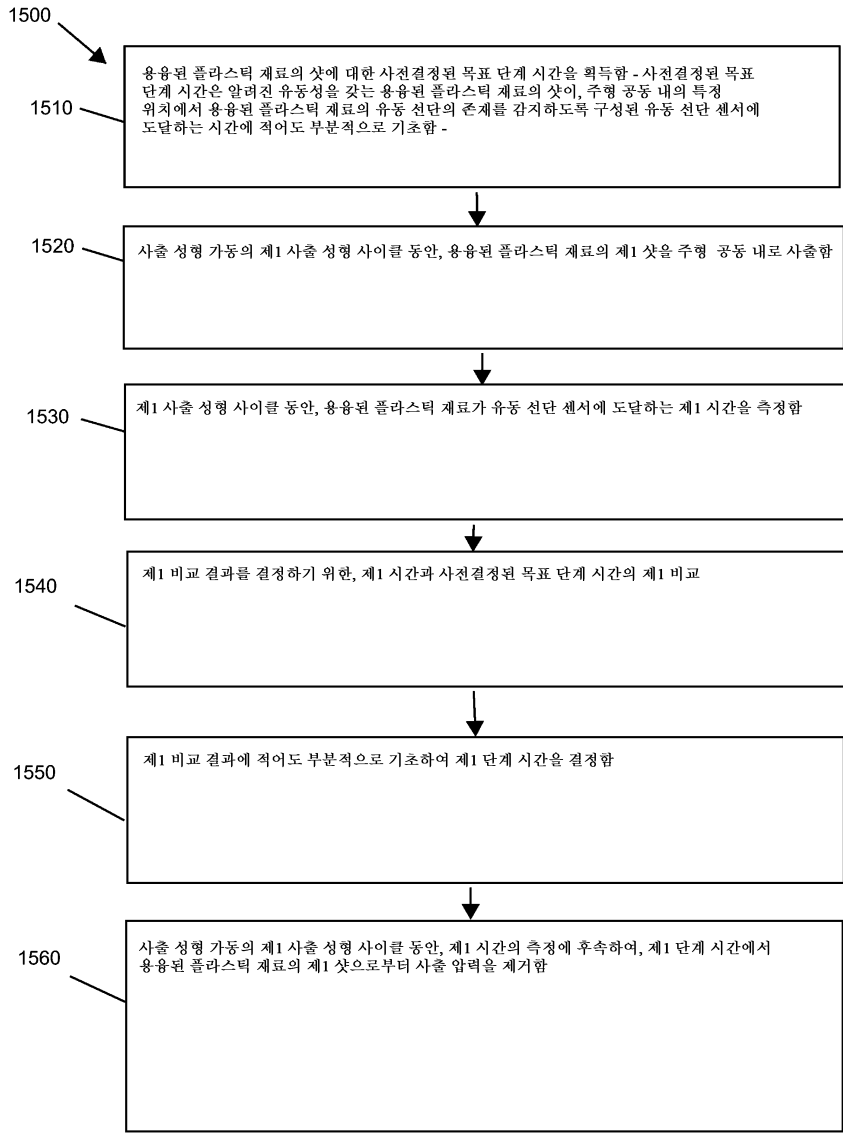 1500
1510
용융된 플라스틱 재료의 샷에 대한 사전결정된 목표 단계 시간을 획득함 - 사전결정된 목표
단계 시간은 알려진 유동성을 갖는 용융된 플라스틱 재료의 샷이, 주형 공동 내의 특정
위치에서 용융된 플라스틱 재료의 유동 선단의 존재를 감지하도록 구성된 유동 선단 센서에
도달하는 시간에 적어도 부분적으로 기초함 -
1520
사출 성형 가동의 제1 사출 성형 사이클 동안, 용융된 플라스틱 재료의 제1 샷을 주형 공동 내로 사출함
1530
제1 사출 성형 사이클 동안, 용융된 플라스틱 재료가 유동 선단 센서에 도달하는 제1 시간을 측정함
1540
제1 비교 결과를 결정하기 위한, 제1 시간과 사전결정된 목표 단계 시간의 제1 비교
1550
제1 비교 결과에 적어도 부분적으로 기초하여 제1 단계 시간을 결정함
1560
사출 성형 가동의 제1 사출 성형 사이클 동안, 제1 시간의 측정에 후속하여, 제1 단계 시간에서
용융된 플라스틱 재료의 제1 샷으로부터 사출 압력을 제거함